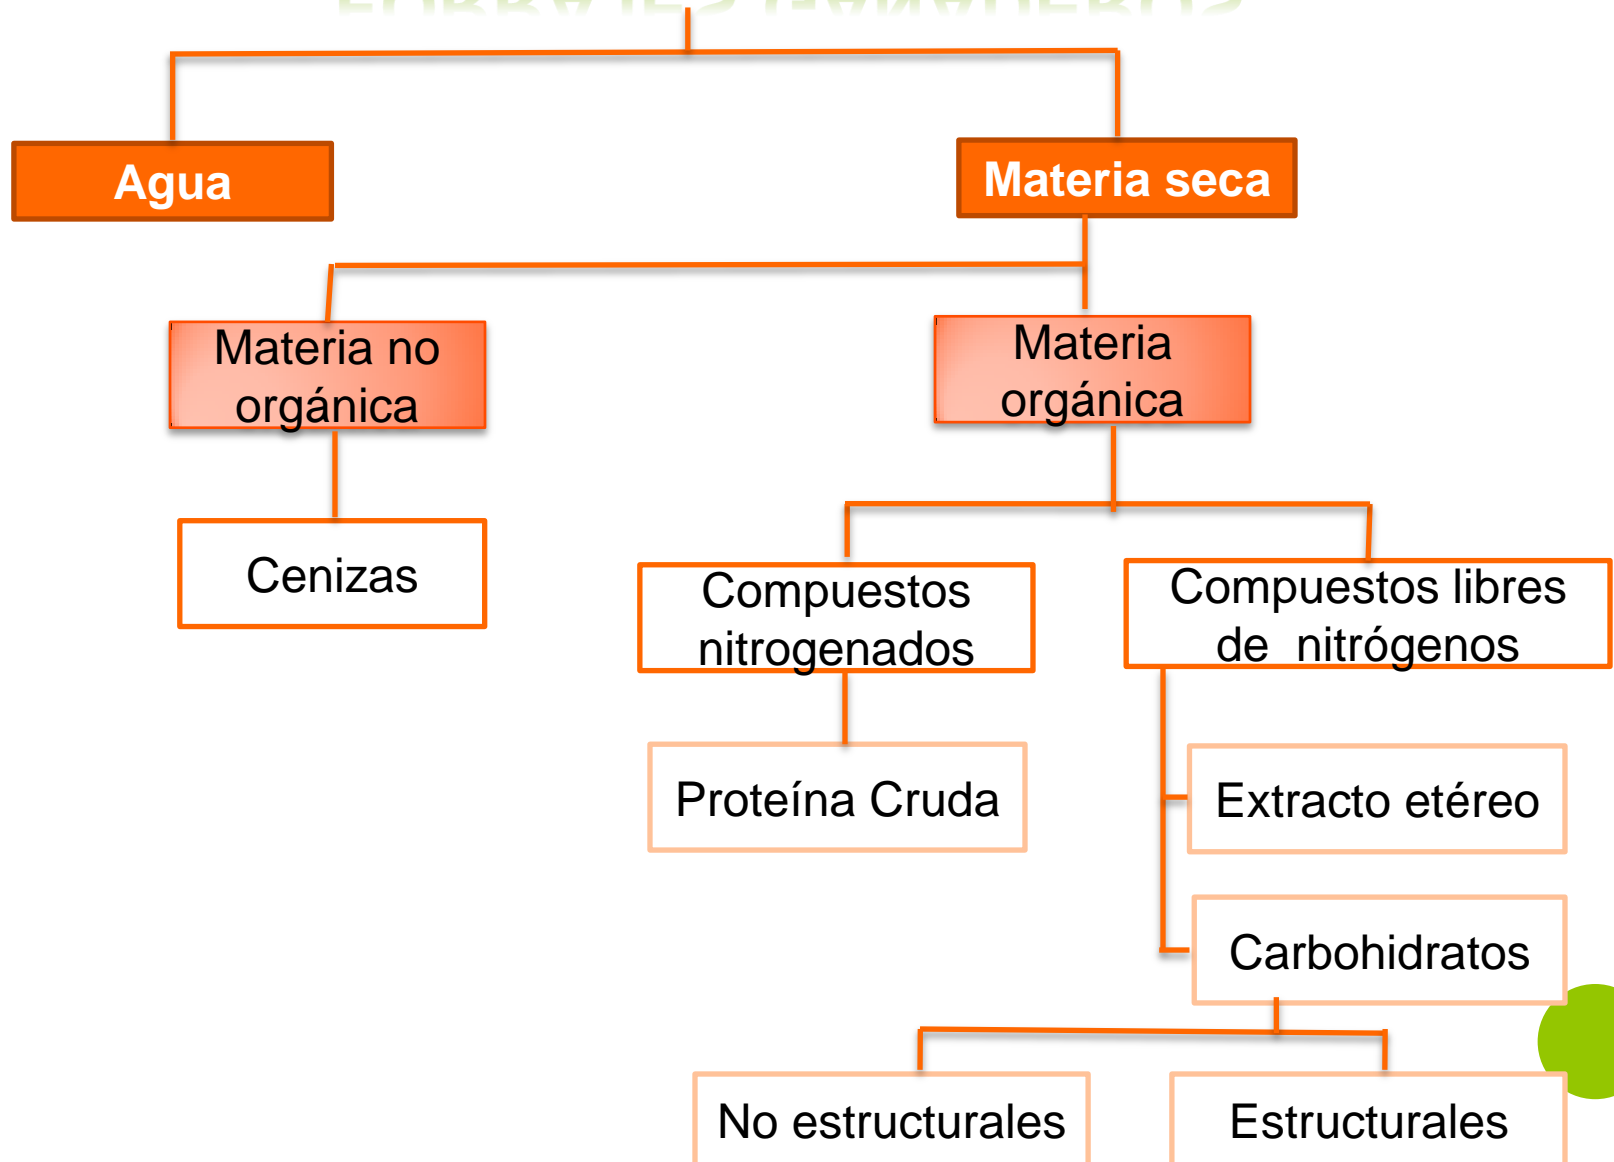 Agua
Materia seca
Materia no
orgánica
Materia
orgánica
Cenizas
Compuestos
nitrogenados
Compuestos libres
de nitrógenos
Proteína Cruda
Extracto etéreo
Carbohidratos
No estructurales
Estructurales